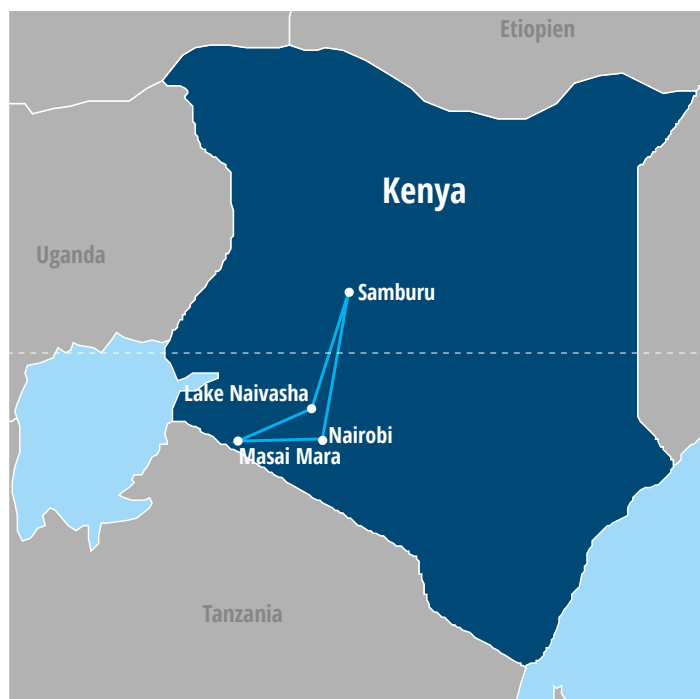 Etiopien
Kenya
Uganda
Samburu
Lake Naivasha
Nairobi
Masai Mara
Tanzania